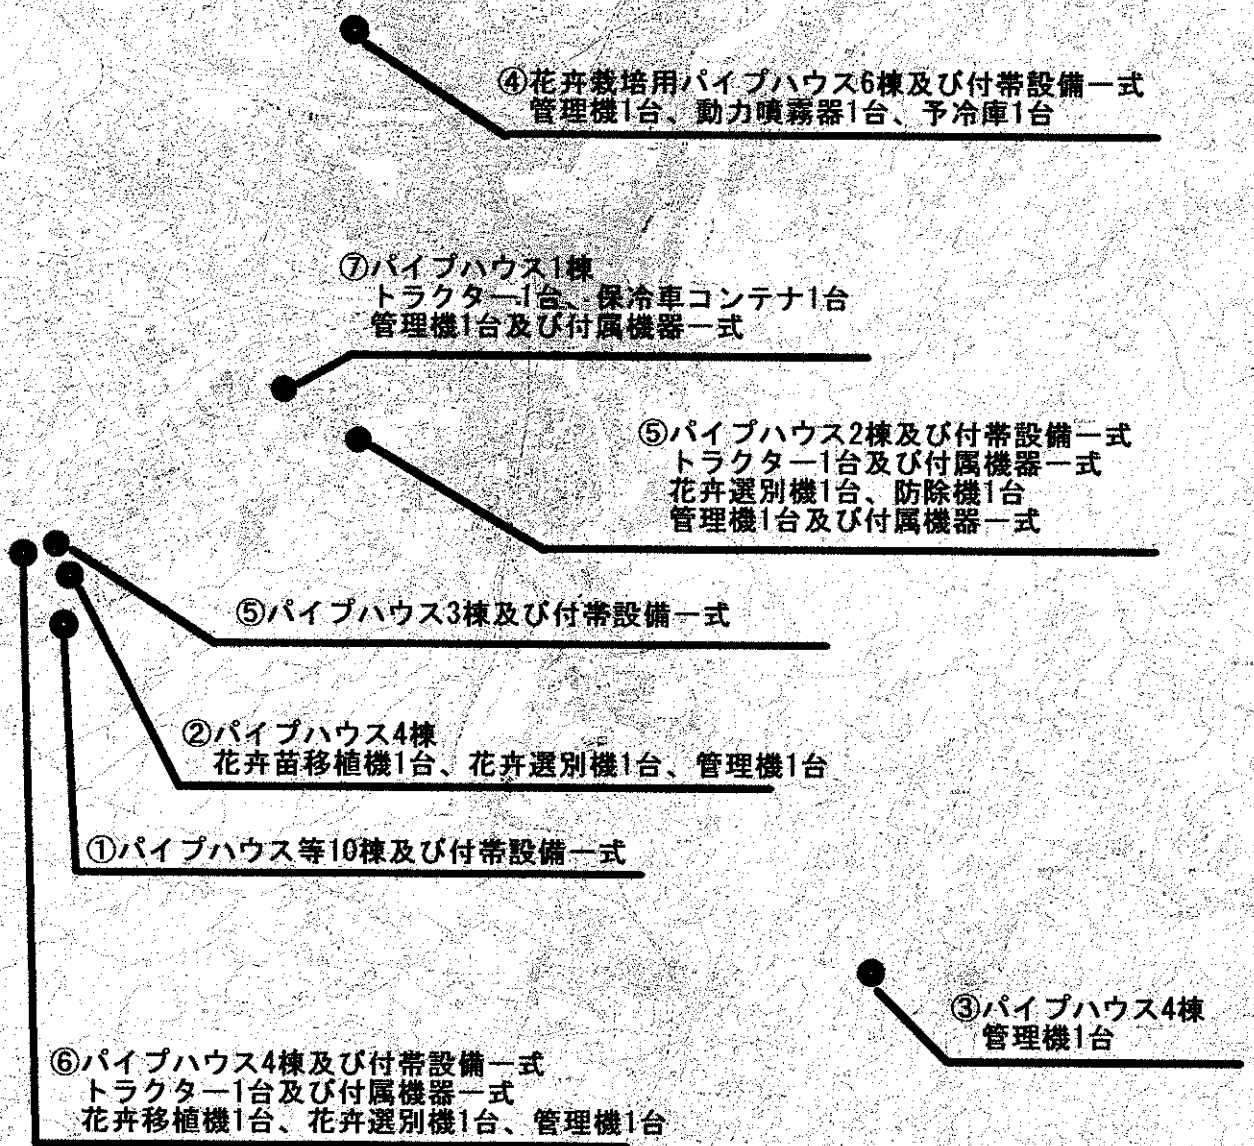 ④花卉栽培用パイプハウス6棟及び付帯設備一式
管理機1台、動力噴霧器1台、予冷庫1台
⑦パイプハウス1棟
トラクター1台、保冷車コンテナ1台
管理機1台及び付属機器一式
⑤パイプハウス2棟及び付帯設備一式
トラクター1台及び付属機器一式
花卉選別機1台、防除機1台
管理機1台及び付属機器一式
⑤パイプハウス3棟及び付帯設備一式
②パイプハウス4棟
花卉苗移植機1台、花卉選別機1台、管理機1台
①パイプハウス等10棟及び付帯設備一式
③パイプハウス4棟
管理機1台
⑥パイプハウス4棟及び付帯設備一式
トラクター1台及び付属機器一式
花卉移植機1台、花卉選別機1台、管理機1台